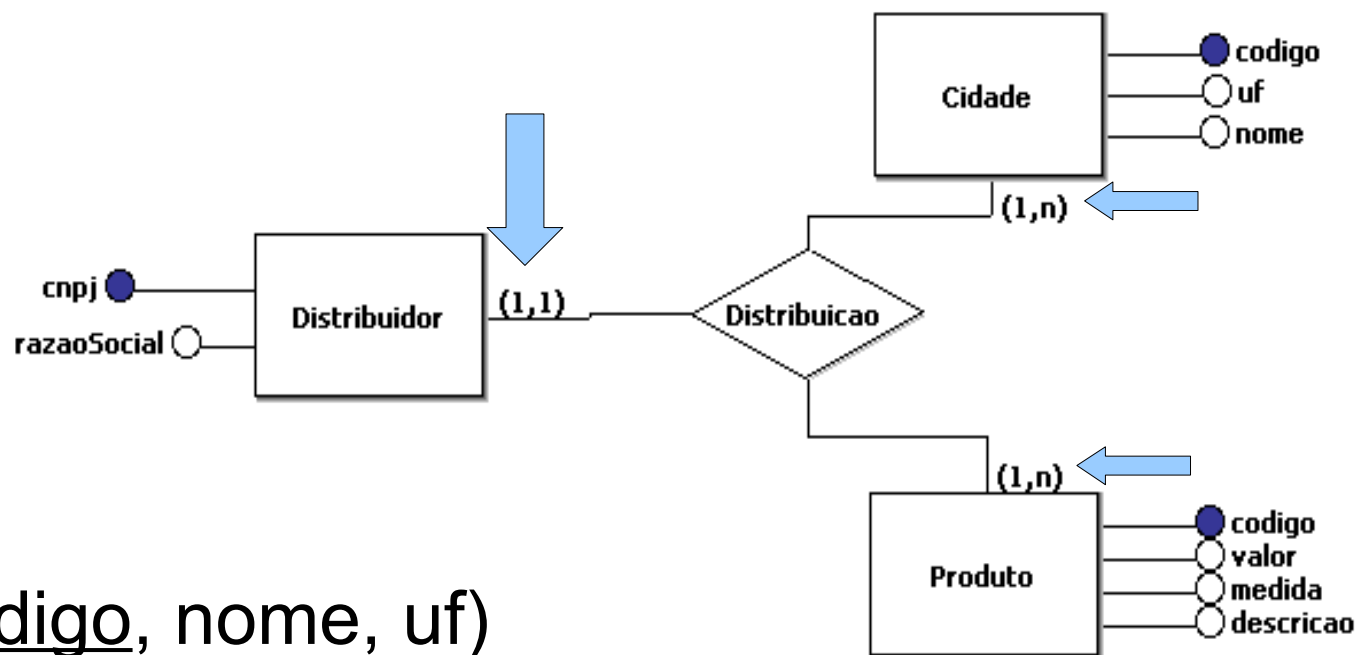 Cidade
codigo
uf
nome
(1,n)
cnpj
razaoSocial
Distribuidor
(1,1)
Distribuicao
(1,n)
Produto
codigo
valor
medida
descricao
digo, nome, uf)